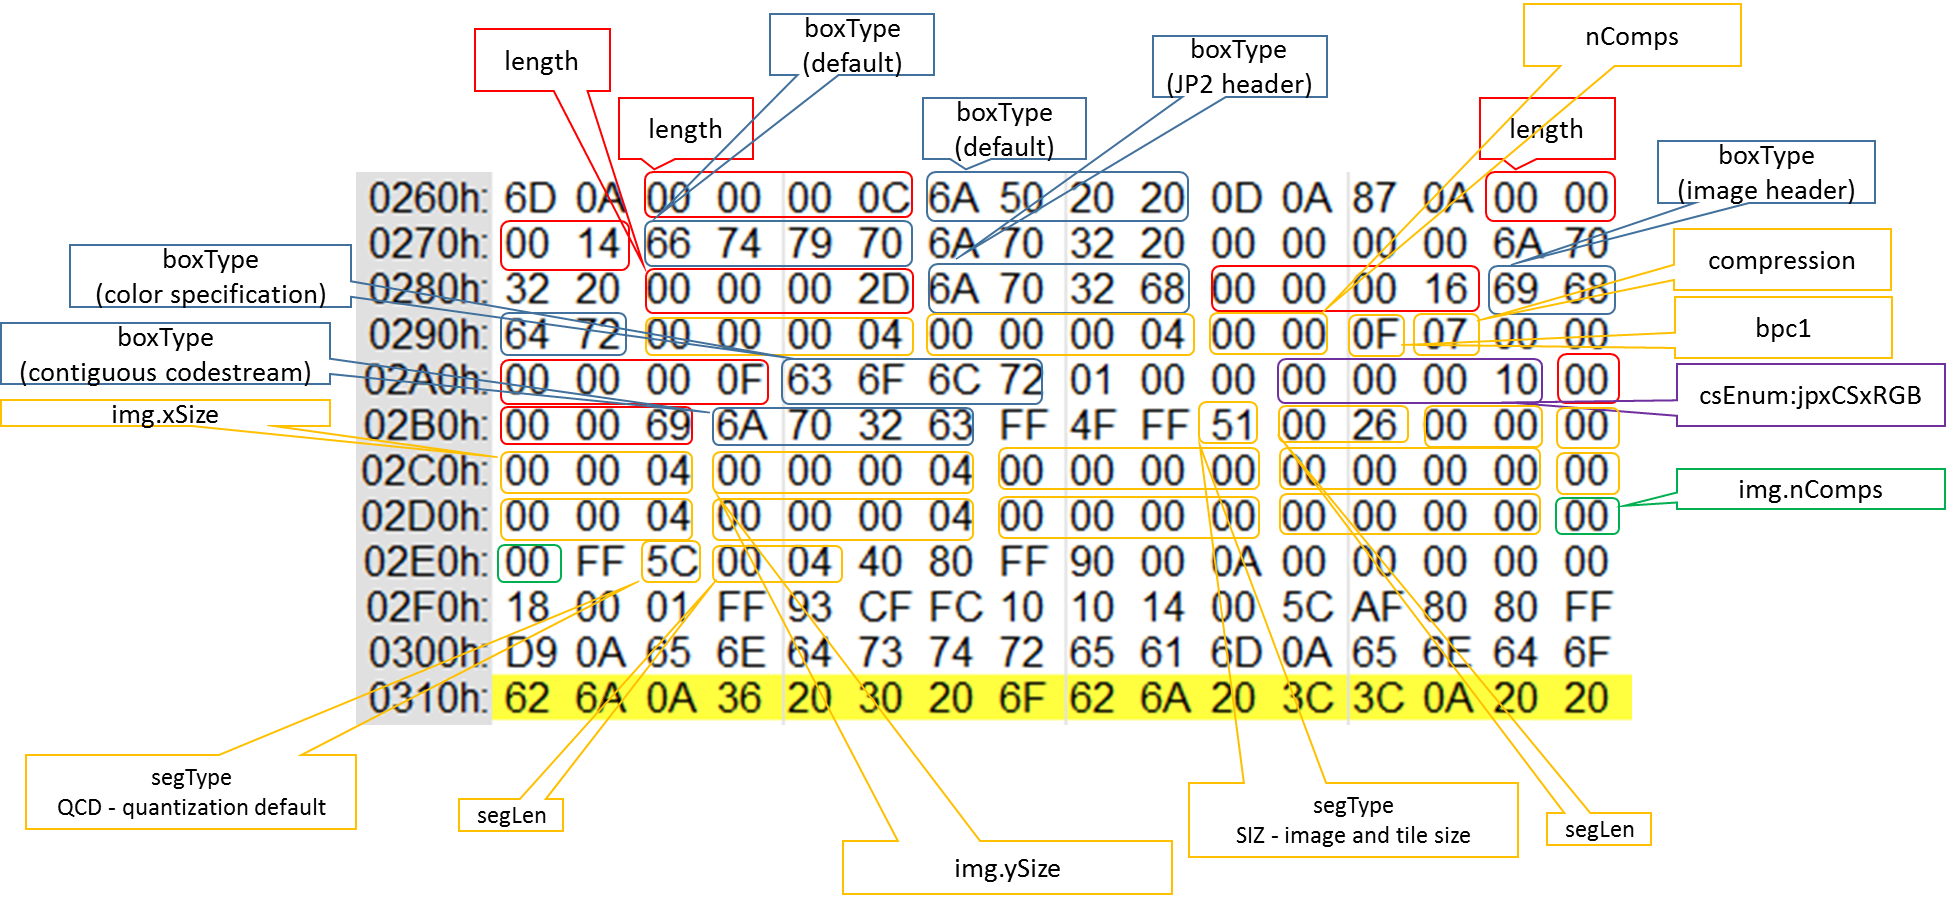 nComps
boxType
(default)
length
boxType
(JP2 header)
length
boxType
(default)
length
boxType
(image header)
0260h: 6D 0A 00 00 00 0C 6A 50 20 20 0D 0A 87 0A 00 00
0270h: 00 14 66 74 79 70 6A 70 32 20 00 00 00 00 6A 70
0280h: 32 20 00 00 00 2D 6A 70 32 68 00 00 00 16 69 68
0290h: 64 72 00 00 00 04 00 00 00 04 00 00 0F 07 00 00
02A0h: 00 00 00 0F 63 6F 6C 72 01 00 00 00 00 00 10 00
02B0h: 00 00 69 6A 70 32 63 FF 4F FF 51 00 26 00 00 00
02C0h: 00 00 04 00 00 00 04 00 00 00 00 00 00 00 00 00
02D0h: 00 00 04 00 00 00 04 00 00 00 00 00 00 00 00 00
02E0h: 00 FF 5C 00 04 40 80 FF 90 00 0A 00 00 00 00 00
02F0h: 18 00 01 FF 93 CF FC 10 10 14 00 5C AF 80 80 FF
0300h: D9 0A 65 6E 64 73 74 72 65 61 6D 0A 65 6E 64 6F
0310h: 62 6A 0A 36 20 30 20 6F 62 6A 20 3C 3C 0A 20 20
boxType
(color specification)
boxType
(contiguous codestream)
img.xSize
compression
bpc1
csEnum:jpxCSxRGB
img.nComps
segType
QCD - quantization default
segLen
img.ySize
segType
SIZ - image and tile size
segLen